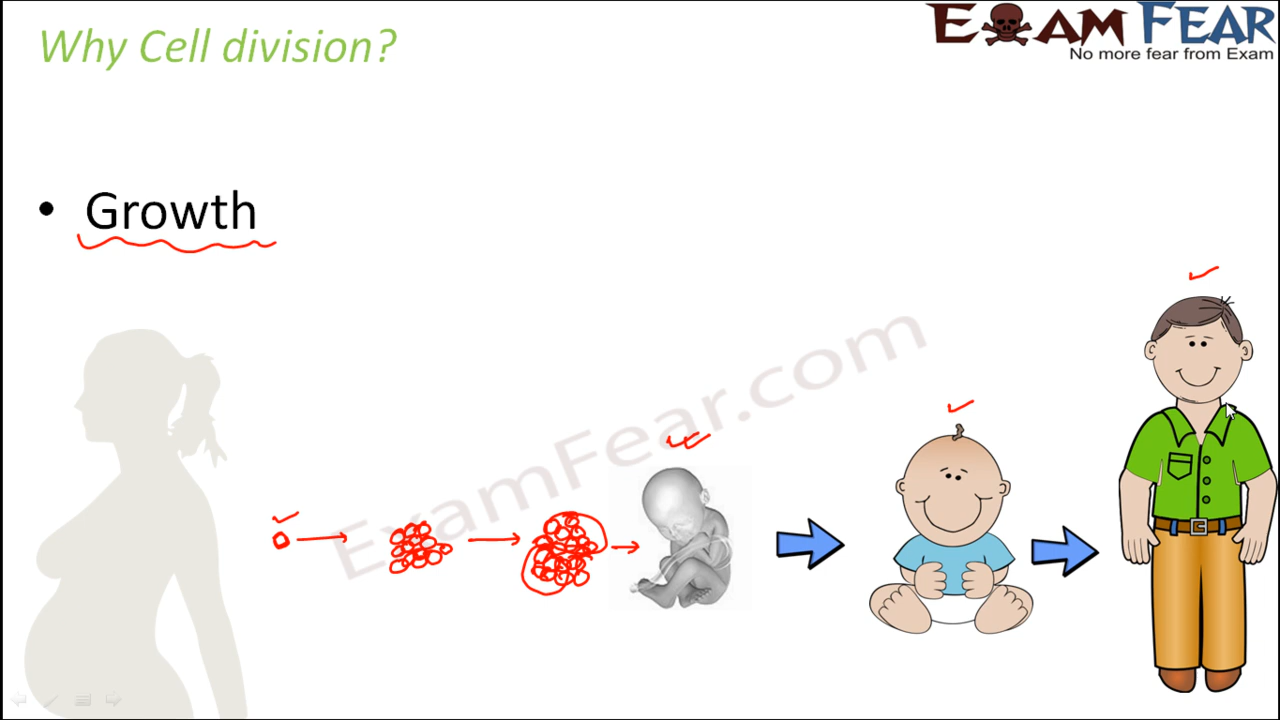 Why Cell division?
EXAM FEAR
No more fear from Exam
• Growth
ExamFear.com